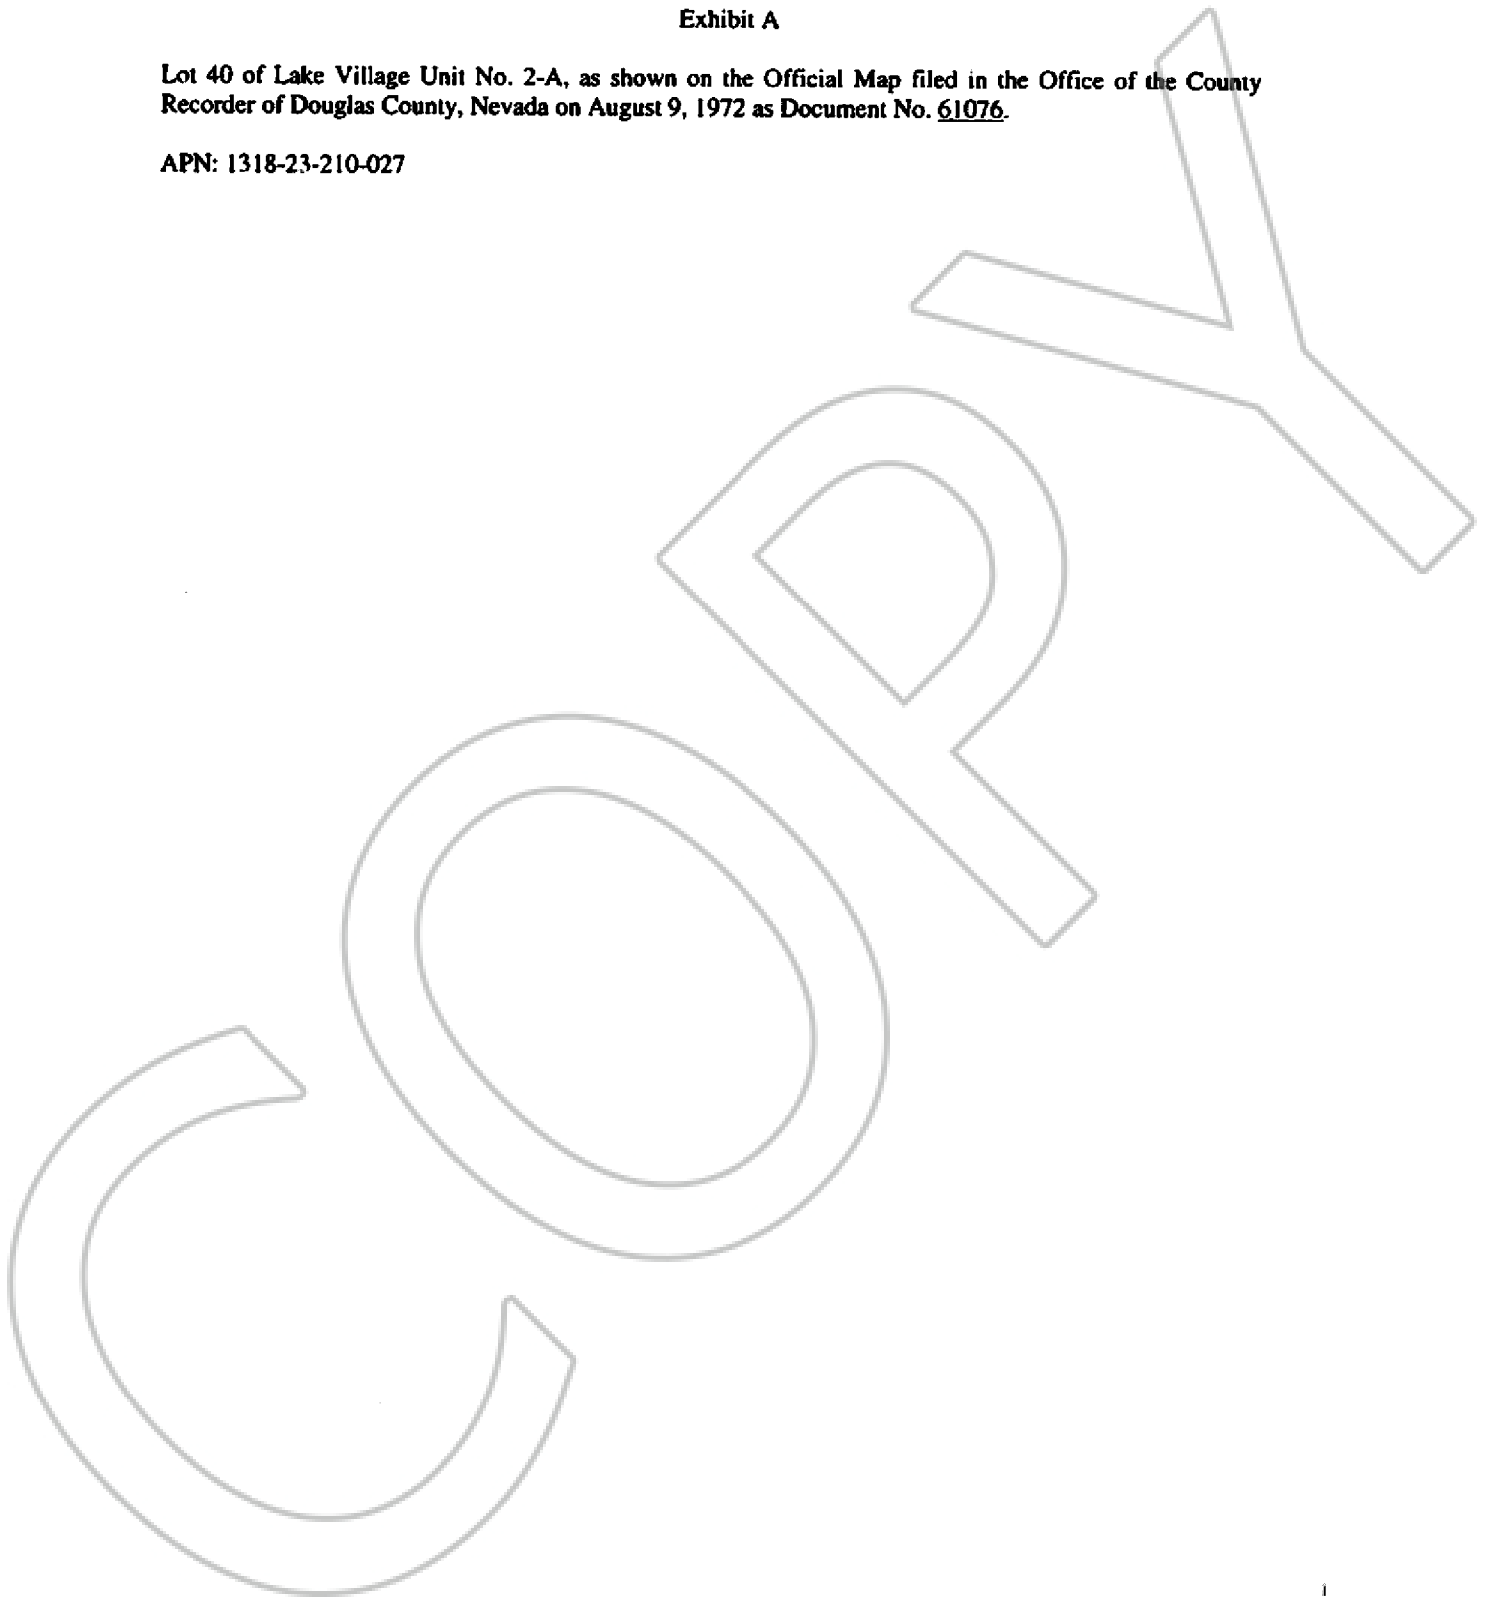 Exhibit A
Lot 40 of Lake Village Unit No. 2-A, as shown on the Official Map filed in the Office of the County
Recorder of Douglas County, Nevada on August 9, 1972 as Document No. 61076.
APN: 1318-23-210-027
COPY